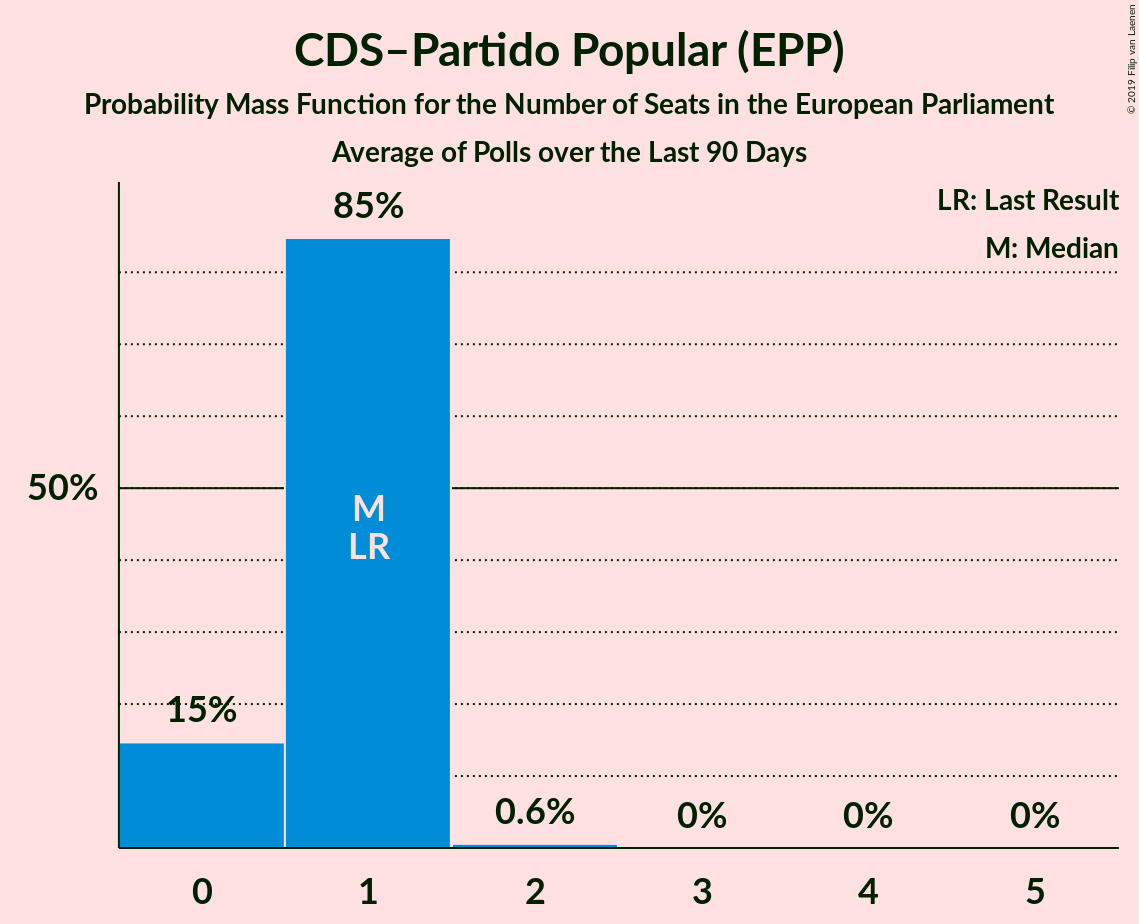 CDS–Partido Popular (EPP)
Probability Mass Function for the Number of Seats in the European Parliament
Average of Polls over the Last 90 Days
© 2019 Filip van Laenen
LR: Last Result
M: Median
85%
50%
M
LR
15%
0.6%
0%
0%
0%
0
1
2
3
4
5